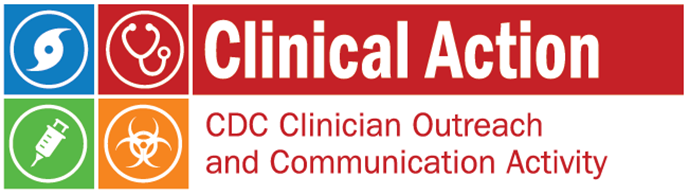 Clinical Action
CDC Clinician Outreach
and Communication Activity